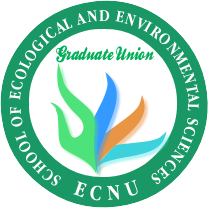 SCHOOL OF ECOLOGICAL AND ENVIRONMENTAL SCIENCES
Graduate Union
ECNU